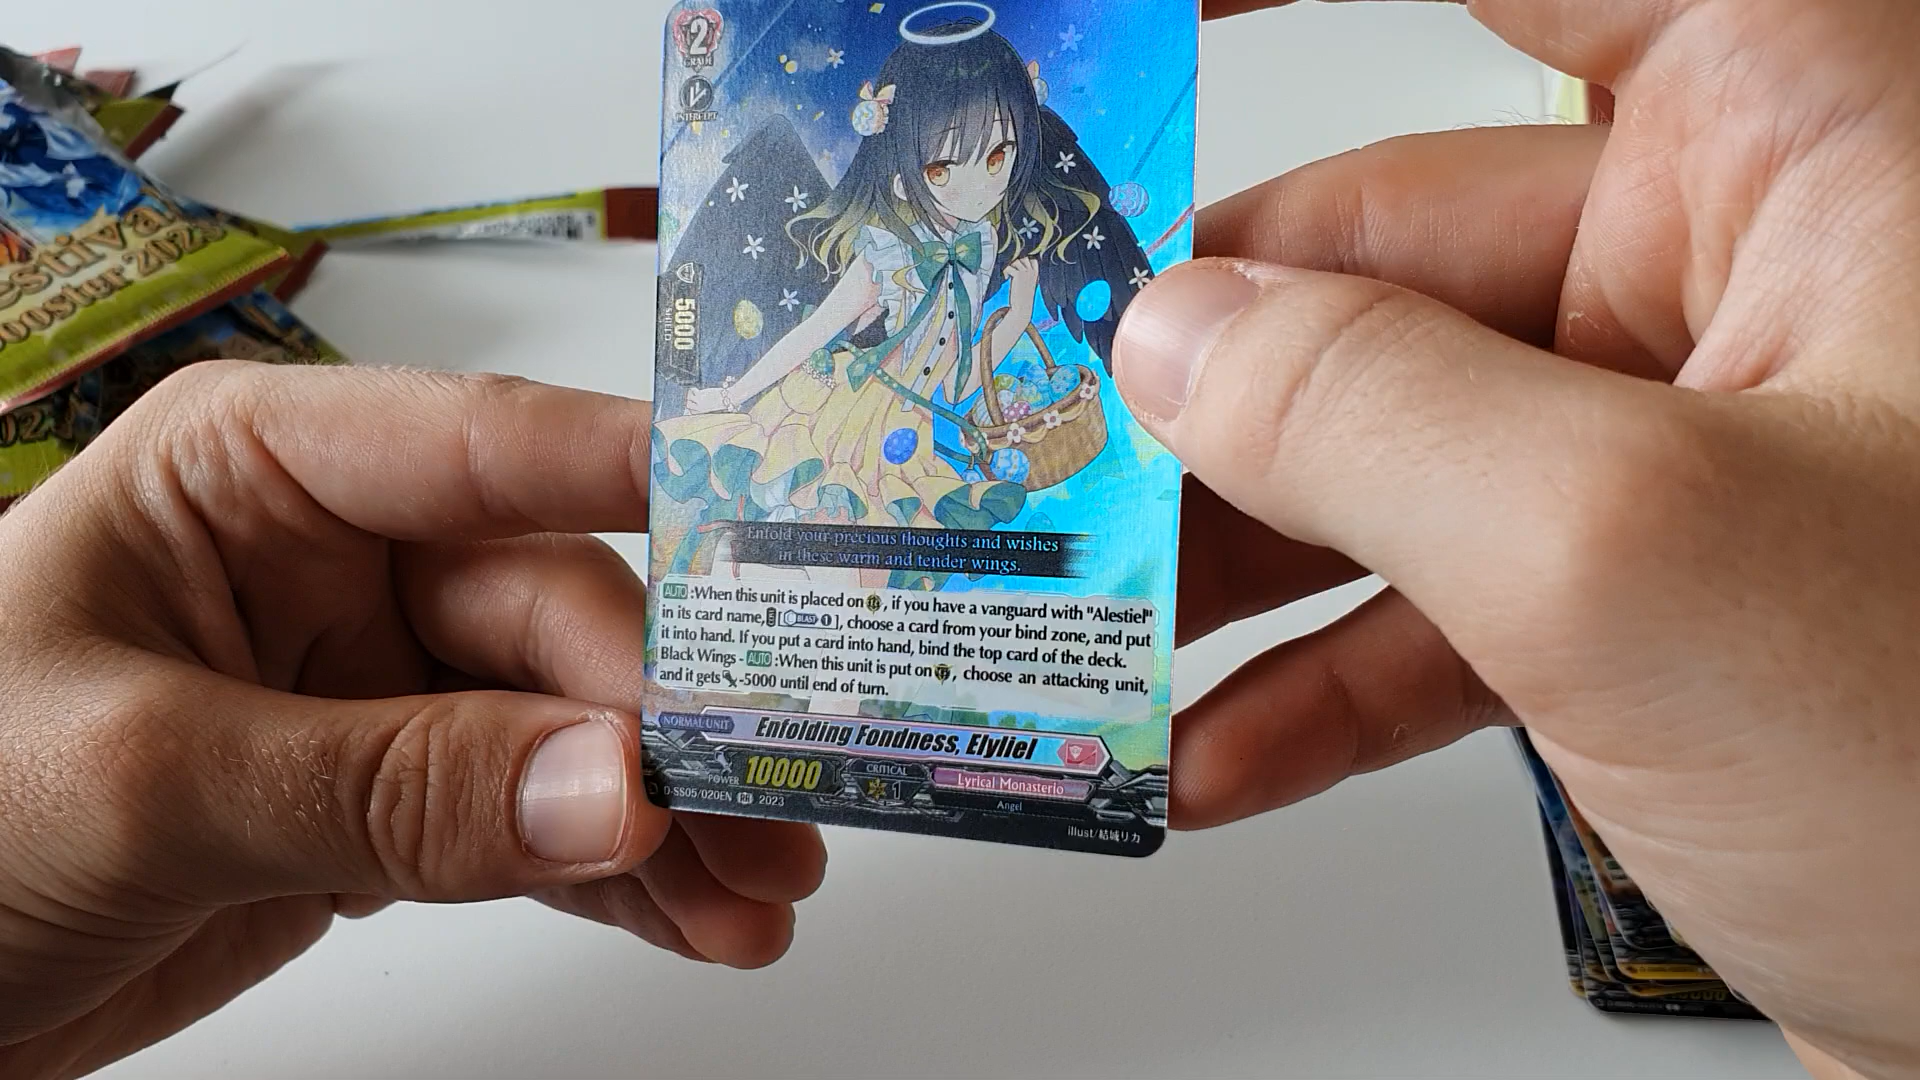 2
GRADE
INTERCEPT
5000
SHIELD
estival
ooster 2023
Enfold your precious thoughts and wishes
in these warm and tender wings.
AUTO :When this unit is placed on , if you have a vanguard with "Alestiel"
in its card name, [ BLAST 1 ], choose a card from your bind zone, and put
it into hand. If you put a card into hand, bind the top card of the deck.
Black Wings - AUTO :When this unit is put on , choose an attacking unit,
and it gets -5000 until end of turn.
NORMAL UNIT
Enfolding Fondness, Elyliel
POWER 10000
CRITICAL
1
Lyrical Monasterio
Angel
D-SS05/020EN RR 2023
illust/結城リカ